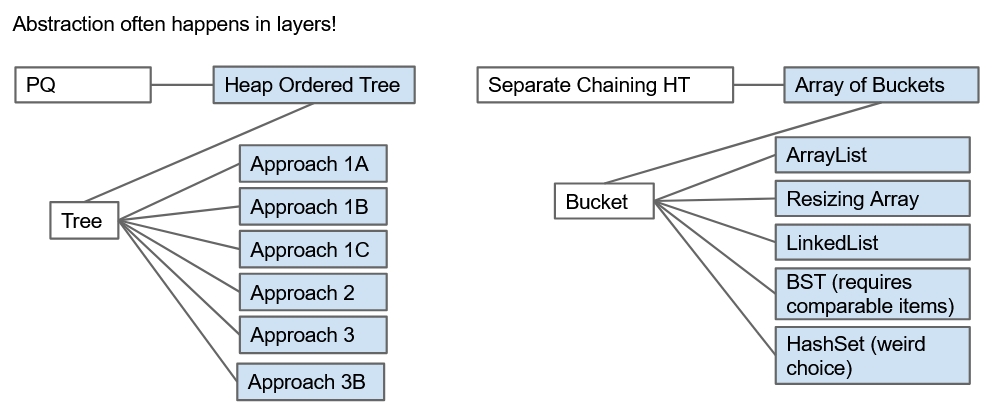 Abstraction often happens in layers!
PQ
Heap Ordered Tree
Tree
Approach 1A
Approach 1B
Approach 1C
Approach 2
Approach 3
Approach 3B
Separate Chaining HT
Array of Buckets
Bucket
ArrayList
Resizing Array
LinkedList
BST (requires
comparable items)
HashSet (weird
choice)